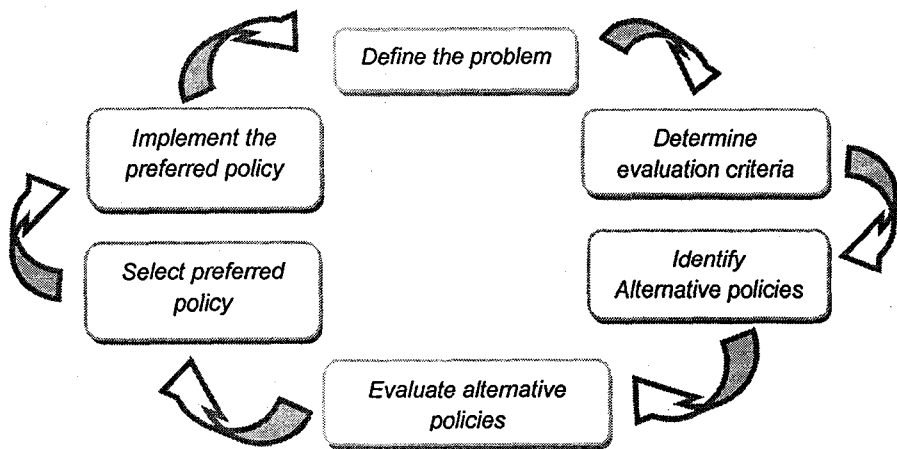 Define the problem
Determine
evaluation criteria
Identify
Alternative policies
Evaluate alternative
policies
Select preferred
policy
Implement the
preferred policy